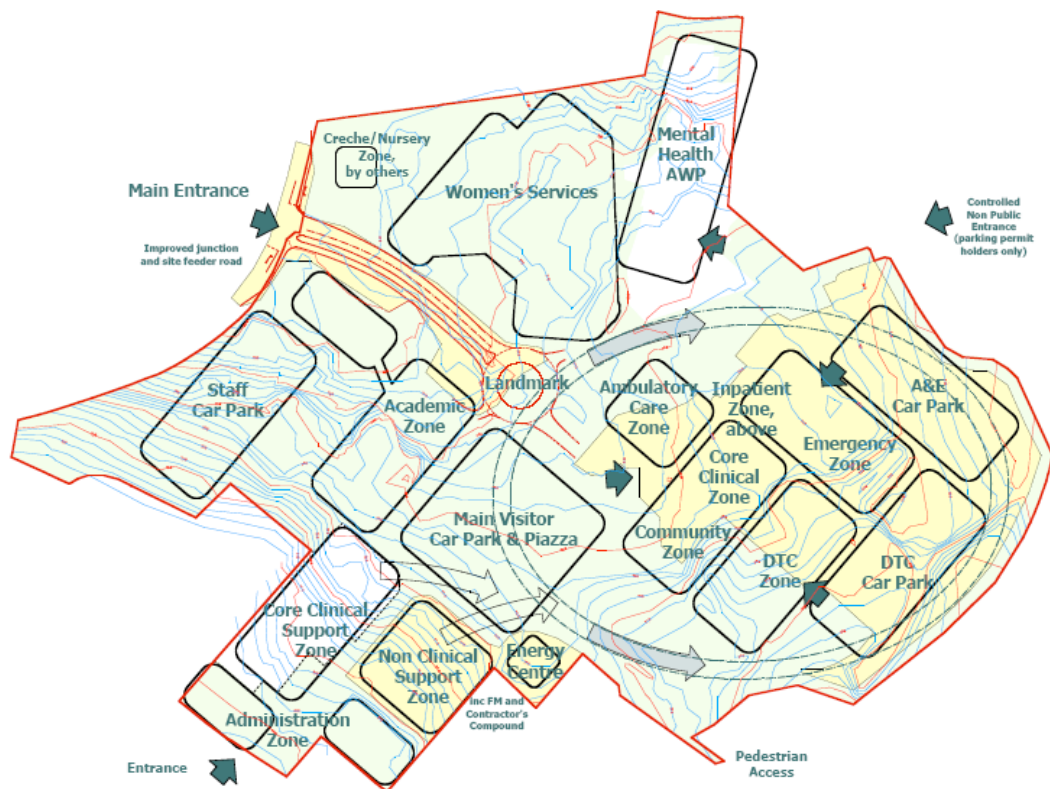 Creche/Nursery
Zone,
by others
Mental
Health
AWP
Women's Services
Main Entrance
Controlled
Non Public
Entrance
(parking permit
holders only)
Improved junction
and site feeder road
Landmark
Staff
Car Park
Academic
Zone
Ambulatory
Care
Zone
Inpatient
Zone,
above
A&E
Car Park
Emergency
Zone
Core
Clinical
Zone
Main Visitor
Car Park & Piazza
Community
Zone
DTC
Zone
DTC
Car Park
Core Clinical
Support
Zone
Non Clinical
Support
Zone
Energy
Centre
inc FM and
Contractor's
Compound
Administration
Zone
Entrance
Pedestrian
Access